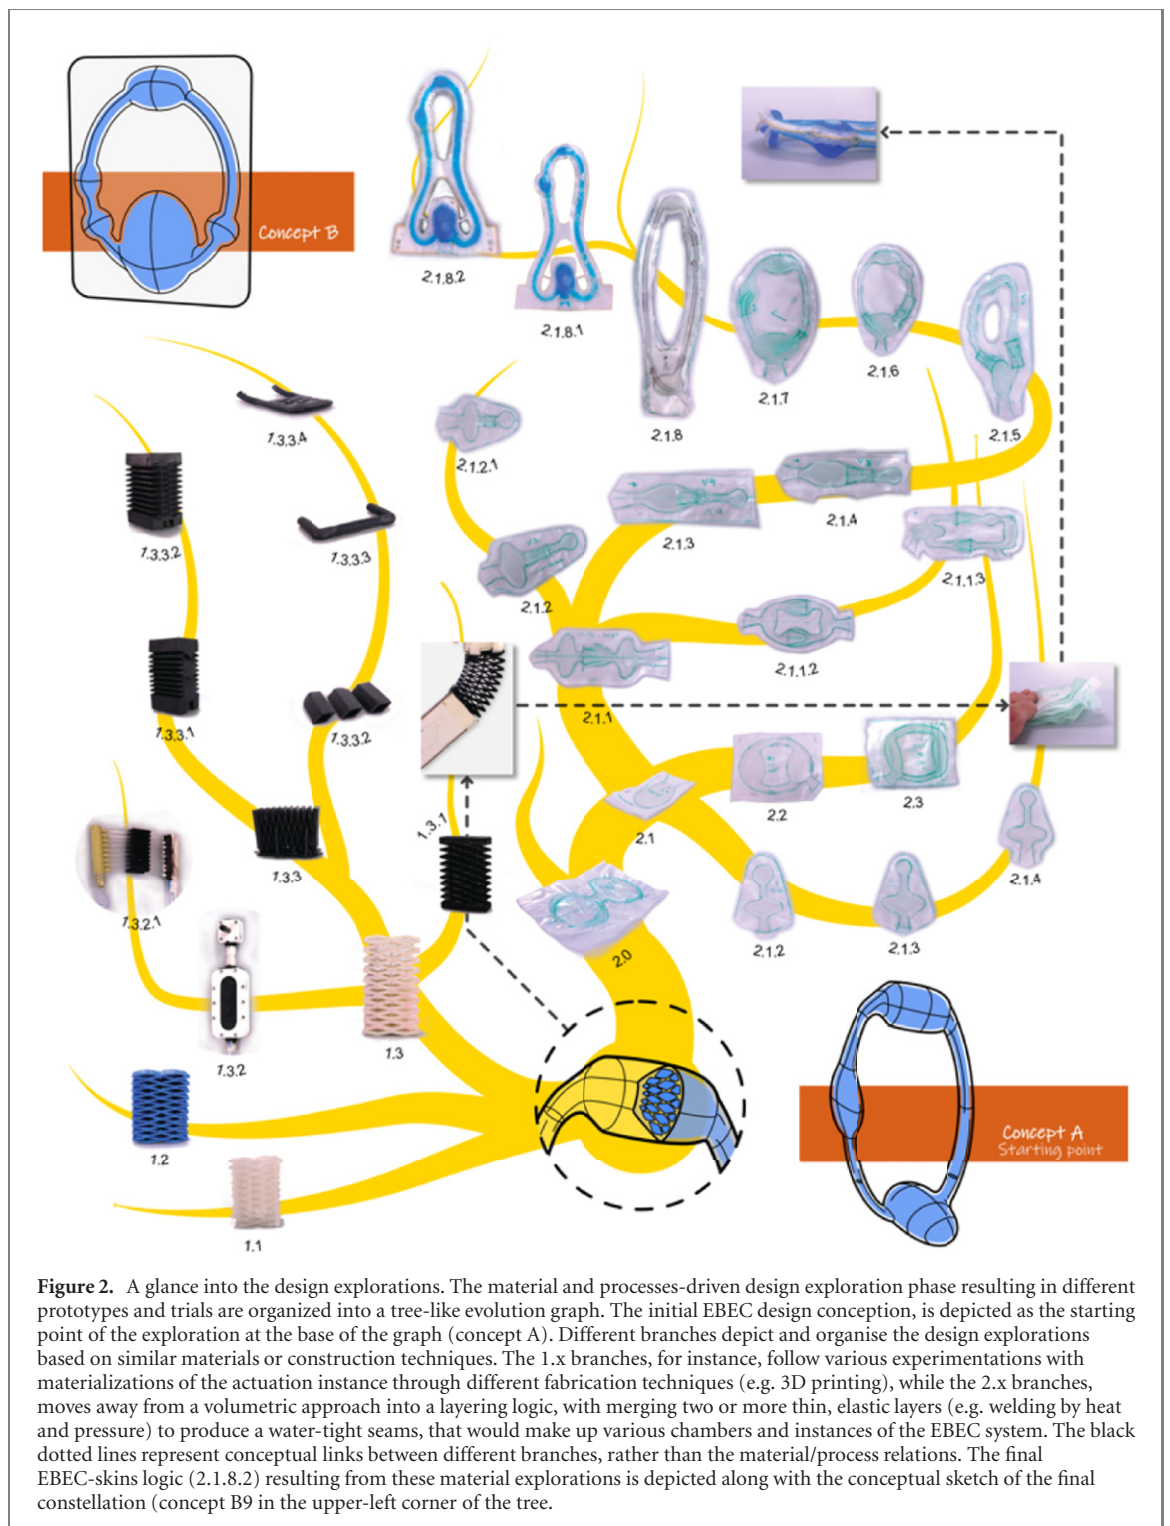 Concept B
2.1.8.2
2.1.8.1
2.1.8
2.1.7
2.1.6
2.1.5
1.3.3.4
2.1.2.1
1.3.3.2
1.3.3.3
2.1.3
2.1.4
2.1.2
2.1.1.3
2.1.1.2
2.1.1
1.3.3.1
1.3.3.2
2.2
2.3
2.1
1.3.1
1.3.3
2.1.4
1.3.2.1
2.1.2
2.1.3
2.0
1.3
1.3.2
1.2
Concept A
Starting point
1.1
Figure 2. A glance into the design explorations. The material and processes-driven design exploration phase resulting in different
prototypes and trials are organized into a tree-like evolution graph. The initial EBEC design conception, is depicted as the starting
point of the exploration at the base of the graph (concept A). Different branches depict and organise the design explorations
based on similar materials or construction techniques. The 1.x branches, for instance, follow various experimentations with
materializations of the actuation instance through different fabrication techniques (e.g. 3D printing), while the 2.x branches,
moves away from a volumetric approach into a layering logic, with merging two or more thin, elastic layers (e.g. welding by heat
and pressure) to produce a water-tight seams, that would make up various chambers and instances of the EBEC system. The black
dotted lines represent conceptual links between different branches, rather than the material/process relations. The final
EBEC-skins logic (2.1.8.2) resulting from these material explorations is depicted along with the conceptual sketch of the final
constellation (concept B9 in the upper-left corner of the tree.